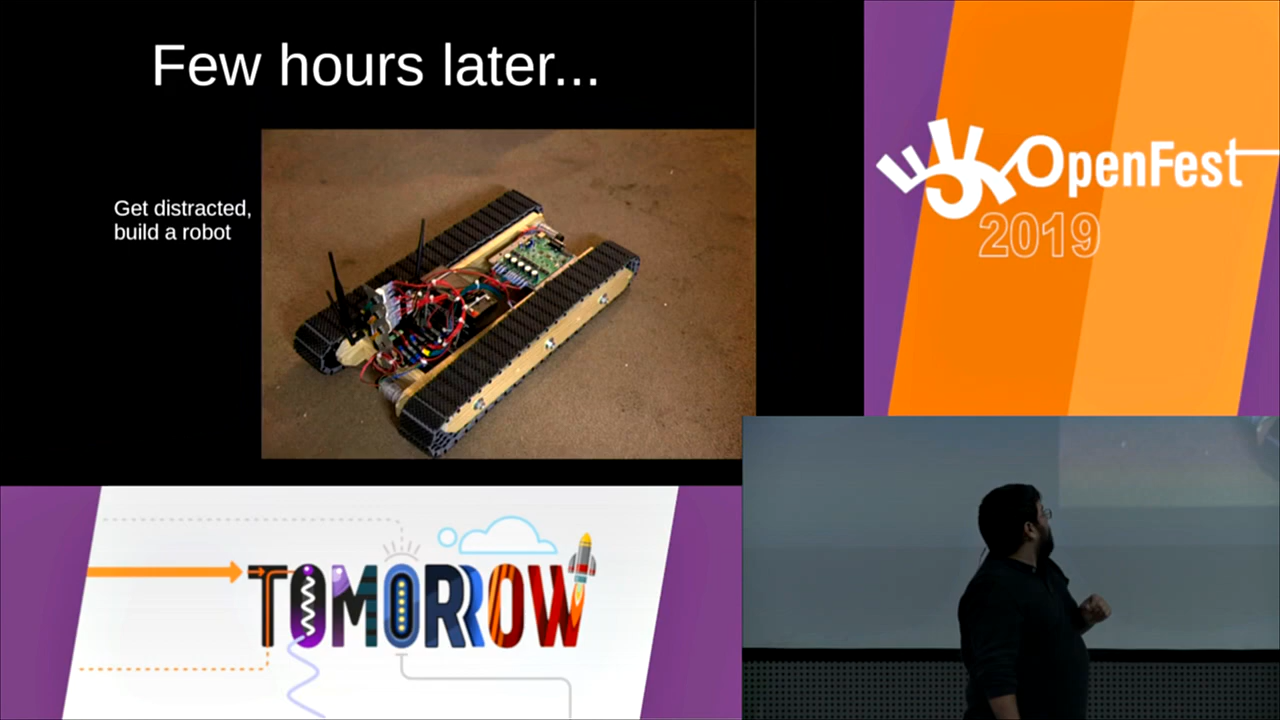 Few hours later...
Get distracted,
build a robot
OpenFest
2019
TOMORROW